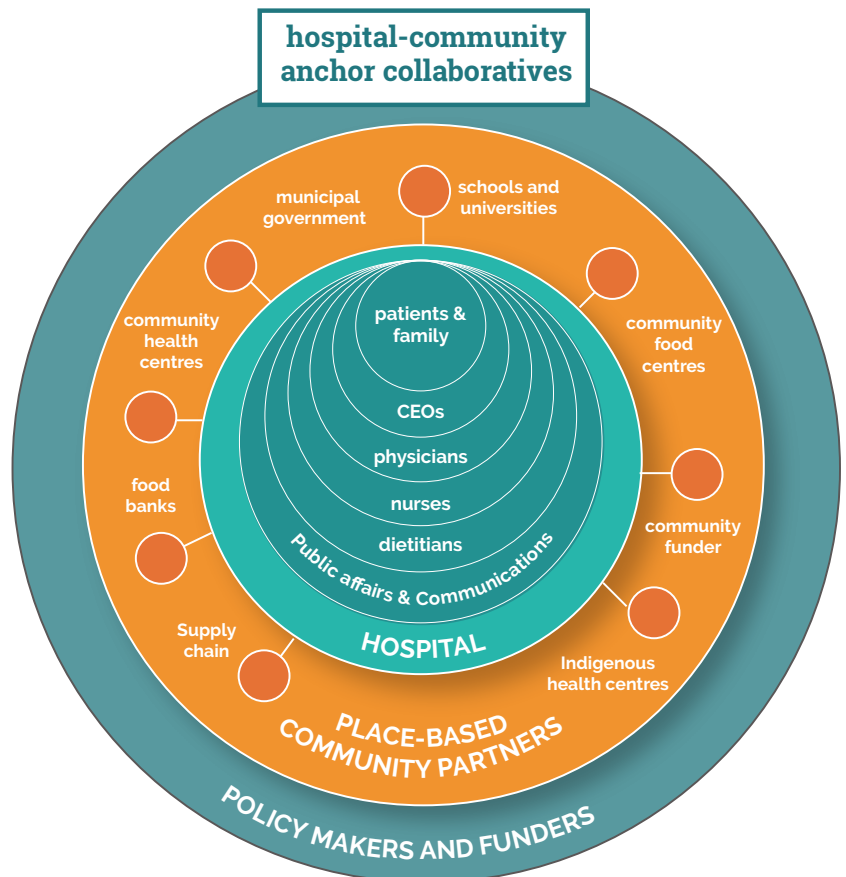 hospital-community
anchor collaboratives
municipal
government
schools and
universities
community
health
centres
community
food
centres
patients &
family
CEOs
physicians
nurses
dietitians
Public affairs & Communications
food
banks
community
funder
Supply
chain
Indigenous
health centres
HOSPITAL
PLACE-BASED
COMMUNITY PARTNERS
POLICY MAKERS AND FUNDERS